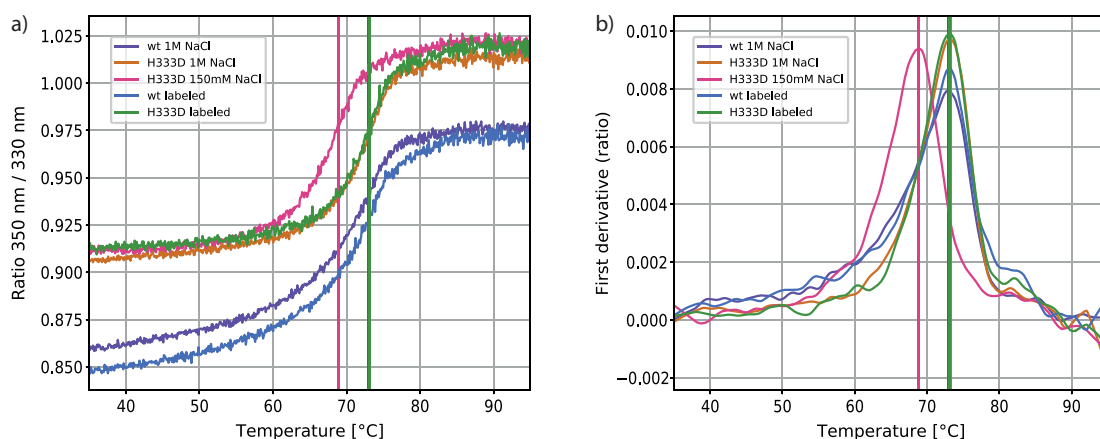 a)
1.025
1.000
0.975
0.950
0.925
0.900
0.875
0.850
Ratio 350 nm / 330 nm
wt 1M NaCl
H333D 1M NaCl
H333D 150mM NaCl
wt labeled
H333D labeled
40 50 60 70 80 90
Temperature [°C]
b)
0.010
0.008
0.006
0.004
0.002
0.000
−0.002
First derivative (ratio)
wt 1M NaCl
H333D 1M NaCl
H333D 150mM NaCl
wt labeled
H333D labeled
40 50 60 70 80 90
Temperature [°C]